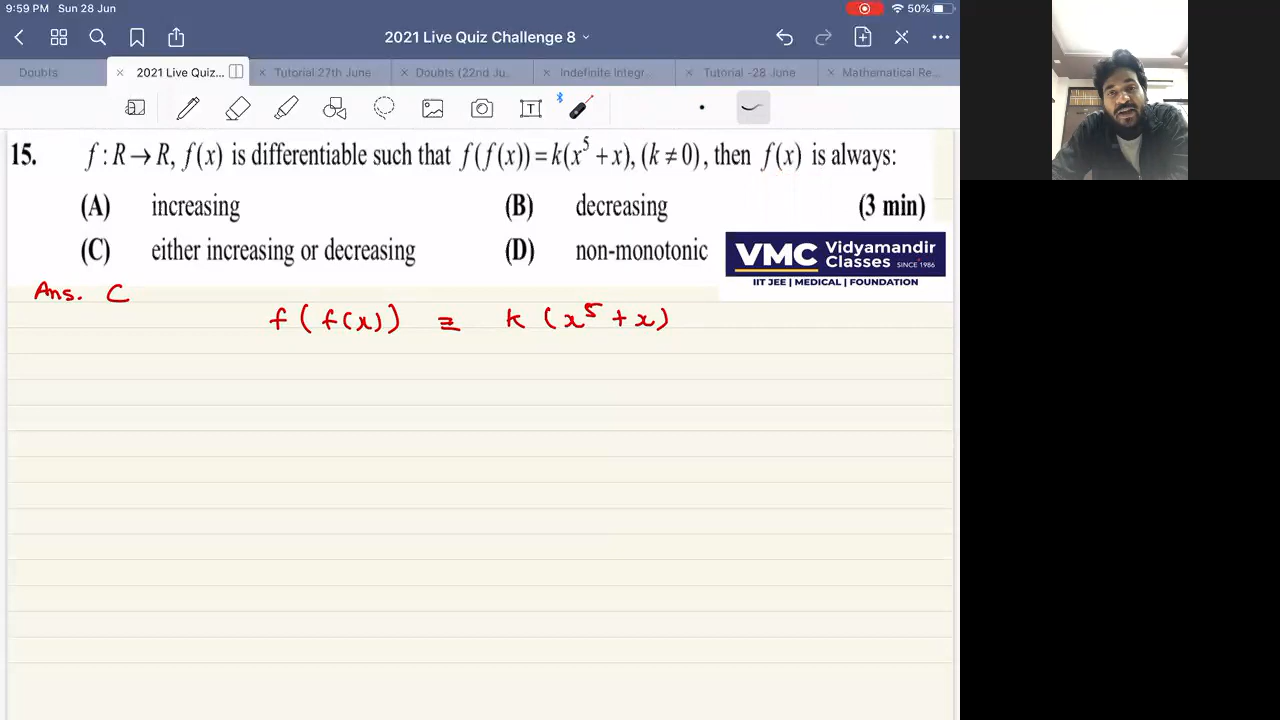 9:59 PM Sun 28 Jun
50%
2021 Live Quiz Challenge 8
Doubts
2021 Live Quiz...
Tutorial 27th June
Doubts (22nd Ju...
Indefinite Integr...
Tutorial -28 June
Mathematical Re...
15. f : R → R, f(x) is differentiable such that f(f(x)) = k(x⁵ + x), (k ≠ 0), then f(x) is always:
(A) increasing (B) decreasing (3 min)
(C) either increasing or decreasing (D) non-monotonic
VMC Vidyamandir Classes SINCE 1986
IIT JEE | MEDICAL | FOUNDATION
Ans. C
f(f(x)) = k(x⁵ + x)